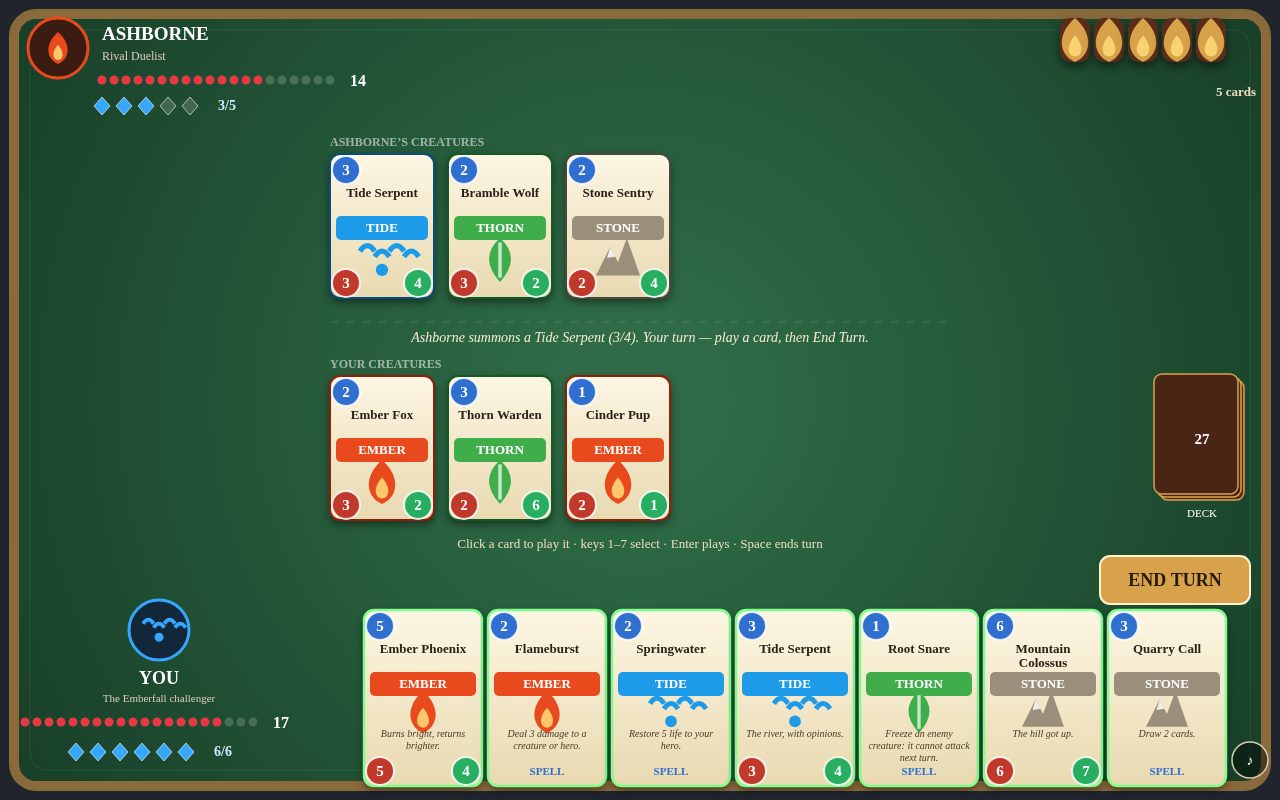 ASHBORNE
Rival Duelist
14
3/5
5 cards
ASHBORNE'S CREATURES
3
Tide Serpent
TIDE
3
4
2
Bramble Wolf
THORN
3
2
2
Stone Sentry
STONE
2
4
Ashborne summons a Tide Serpent (3/4). Your turn — play a card, then End Turn.
YOUR CREATURES
2
Ember Fox
EMBER
3
2
3
Thorn Warden
THORN
2
6
1
Cinder Pup
EMBER
2
1
27
DECK
Click a card to play it · keys 1–7 select · Enter plays · Space ends turn
END TURN
YOU
The Emberfall challenger
17
6/6
5
Ember Phoenix
EMBER
Burns bright, returns
brighter.
5
4
2
Flameburst
EMBER
Deal 3 damage to a
creature or hero.
SPELL
2
Springwater
TIDE
Restore 5 life to your
hero.
SPELL
3
Tide Serpent
TIDE
The river, with opinions.
3
4
1
Root Snare
THORN
Freeze an enemy
creature: it cannot attack
next turn.
SPELL
6
Mountain
Colossus
STONE
The hill got up.
6
7
3
Quarry Call
STONE
Draw 2 cards.
SPELL
♪